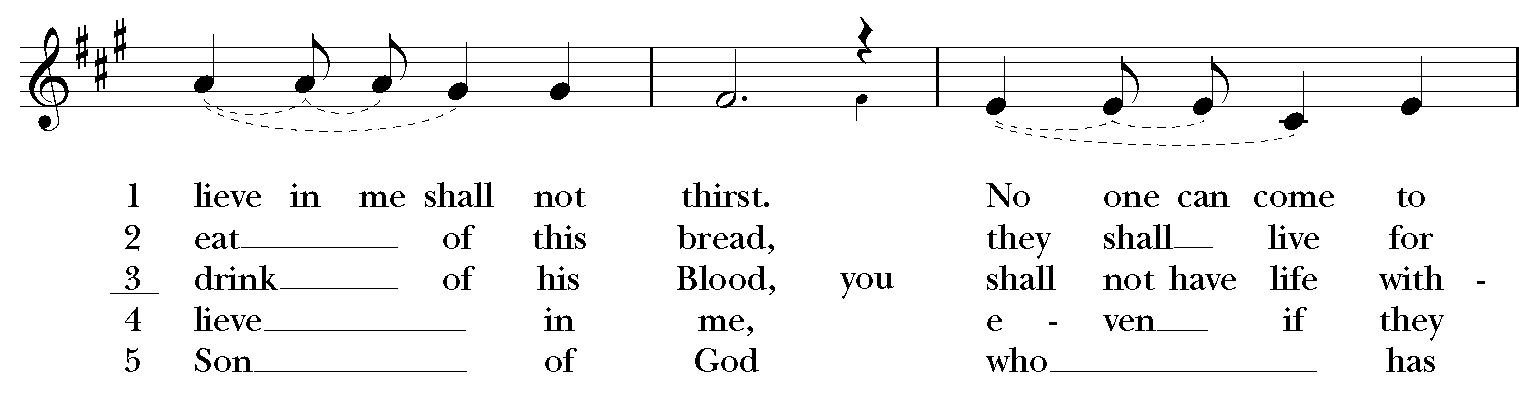 1 lieve in me shall not thirst. No one can come to
2 eat of this bread, they shall live for
3 drink of his Blood, you shall not have life with -
4 lieve in me, e - ven if they
5 Son of God who has